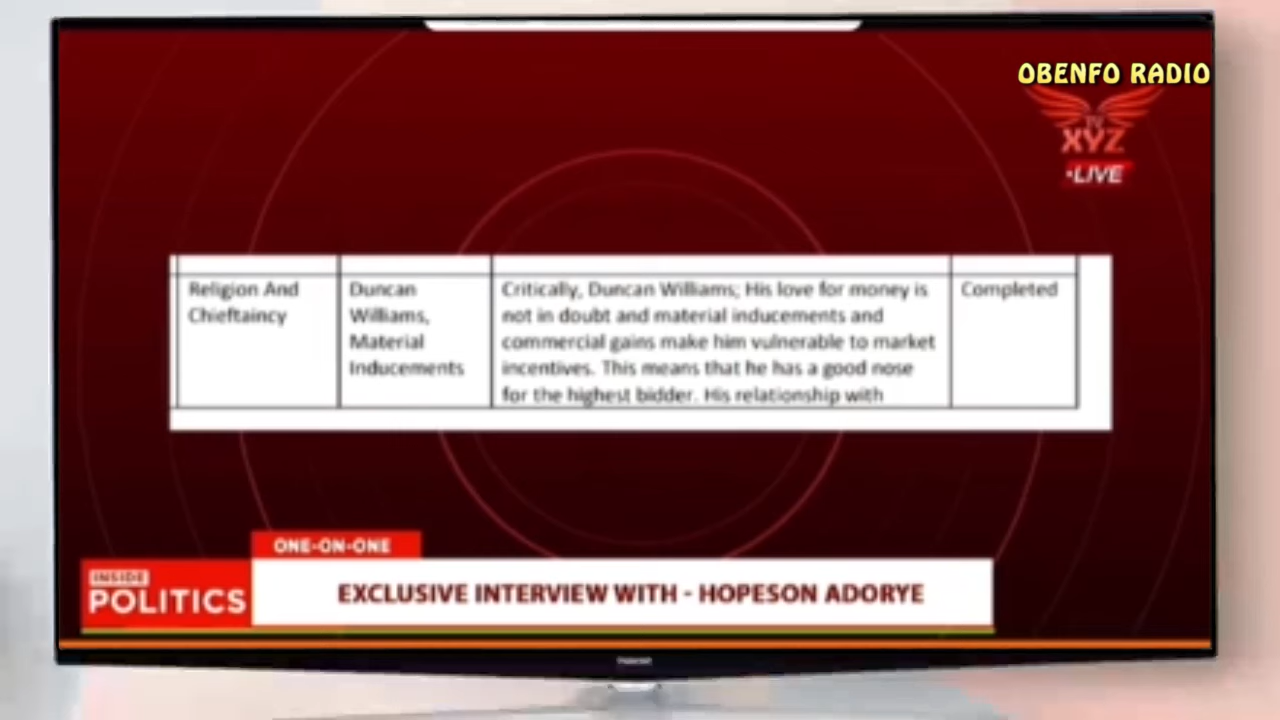 OBENFO RADIO
TV
XYZ
LIVE
Religion And
Chieftaincy
Duncan
Williams,
Material
Inducements
Critically, Duncan Williams; His love for money is
not in doubt and material inducements and
commercial gains make him vulnerable to market
incentives. This means that he has a good nose
for the highest bidder. His relationship with
Completed
ONE-ON-ONE
INSIDE
POLITICS
EXCLUSIVE INTERVIEW WITH - HOPESON ADORYE